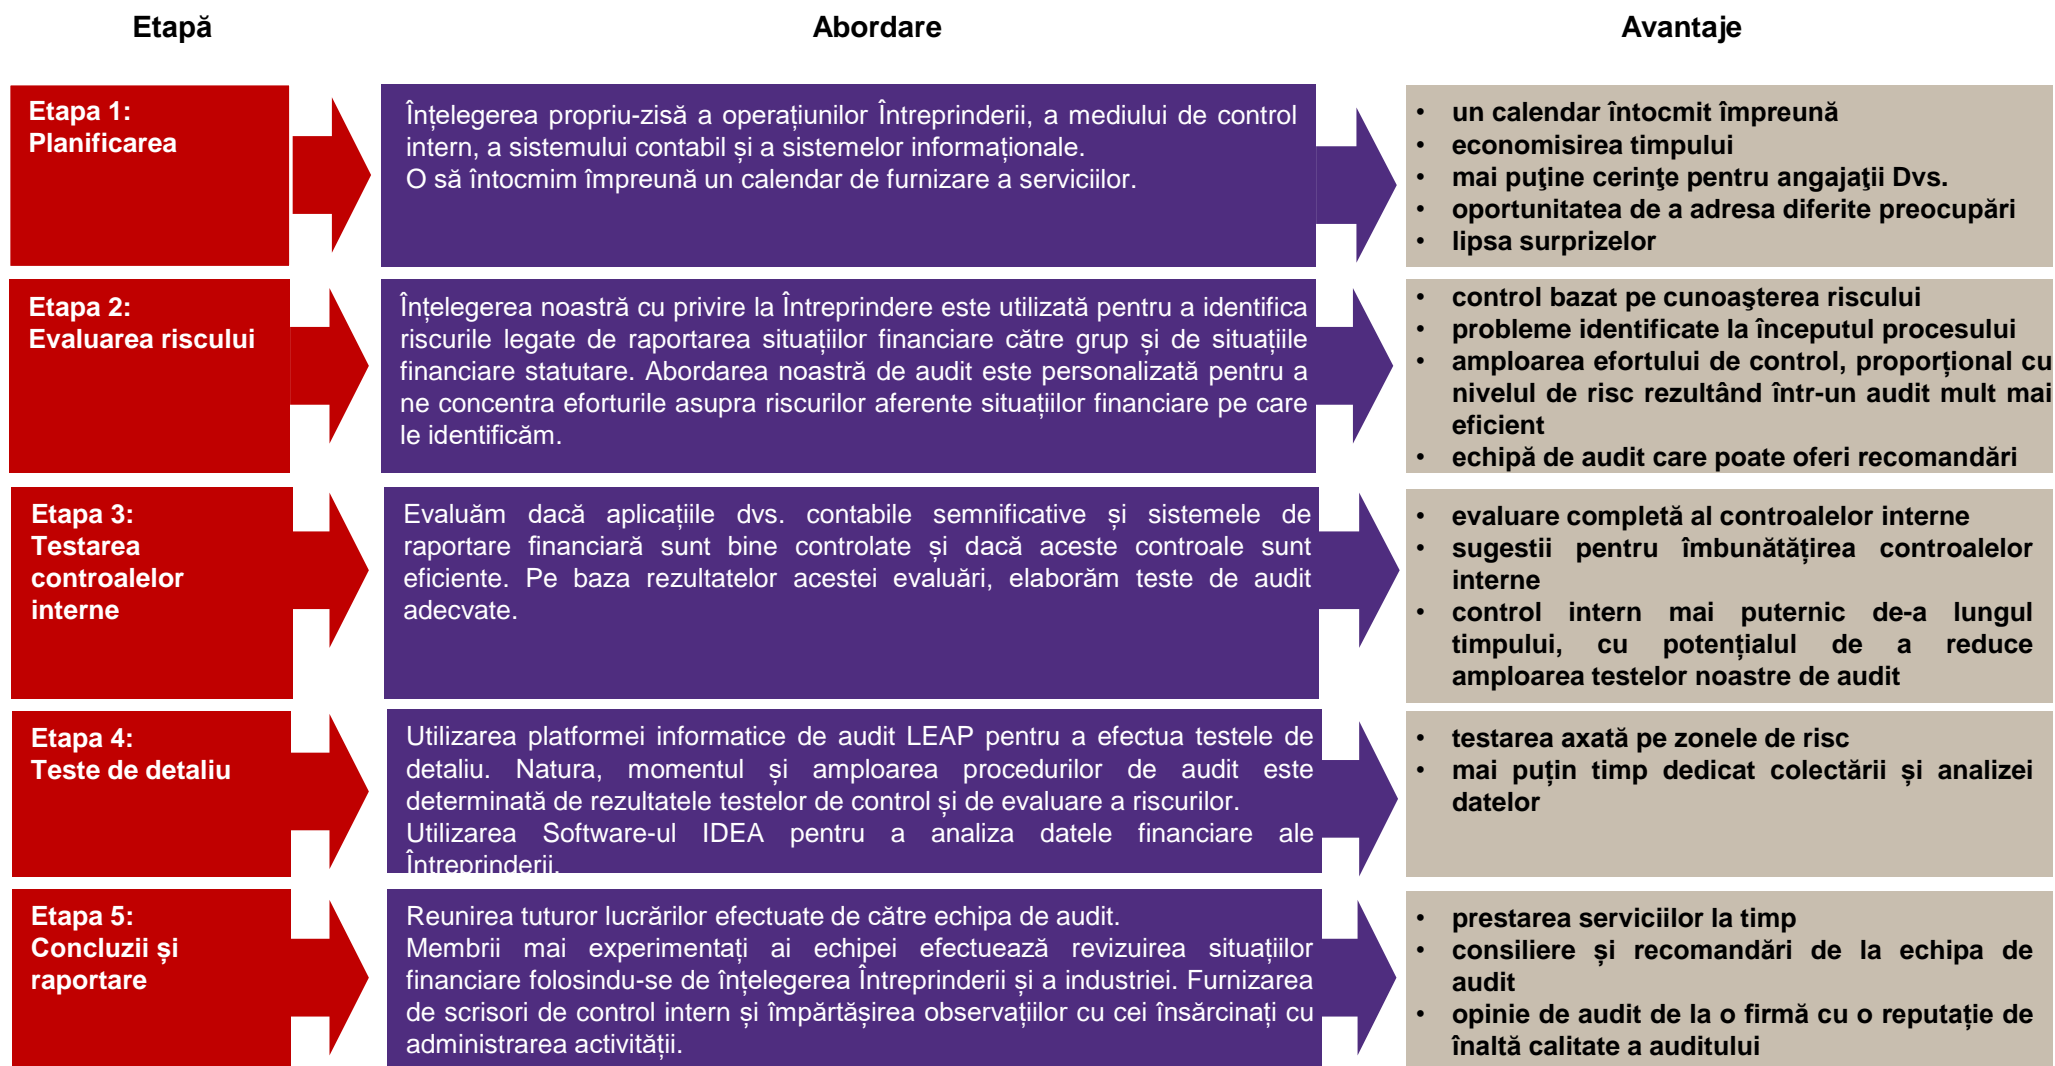 Etapă
Abordare
Avantaje
Etapa 1:
Planificarea
Înțelegerea propriu-zisă a operațiunilor Întreprinderii, a mediului de control
intern, a sistemului contabil și a sistemelor informaționale.
O să întocmim împreună un calendar de furnizare a serviciilor.
• un calendar întocmit împreună
• economisirea timpului
• mai puţine cerinţe pentru angajaţii Dvs.
• oportunitatea de a adresa diferite preocupări
• lipsa surprizelor
Etapa 2:
Evaluarea riscului
Înțelegerea noastră cu privire la Întreprindere este utilizată pentru a identifica
riscurile legate de raportarea situațiilor financiare către grup și de situațiile
financiare statutare. Abordarea noastră de audit este personalizată pentru a
ne concentra eforturile asupra riscurilor aferente situațiilor financiare pe care
le identificăm.
• control bazat pe cunoaşterea riscului
• probleme identificate la începutul procesului
• amploarea efortului de control, proporțional cu
nivelul de risc rezultând într-un audit mult mai
eficient
• echipă de audit care poate oferi recomandări
Etapa 3:
Testarea
controalelor
interne
Evaluăm dacă aplicațiile dvs. contabile semnificative și sistemele de
raportare financiară sunt bine controlate și dacă aceste controale sunt
eficiente. Pe baza rezultatelor acestei evaluări, elaborăm teste de audit
adecvate.
• evaluare completă al controalelor interne
• sugestii pentru îmbunătățirea controalelor
interne
• control intern mai puternic de-a lungul
timpului, cu potențialul de a reduce
amploarea testelor noastre de audit
Etapa 4:
Teste de detaliu
Utilizarea platformei informatice de audit LEAP pentru a efectua testele de
detaliu. Natura, momentul și amploarea procedurilor de audit este
determinată de rezultatele testelor de control și de evaluare a riscurilor.
Utilizarea Software-ul IDEA pentru a analiza datele financiare ale
Întreprinderii.
• testarea axată pe zonele de risc
• mai puțin timp dedicat colectării și analizei
datelor
Etapa 5:
Concluzii și
raportare
Reunirea tuturor lucrărilor efectuate de către echipa de audit.
Membrii mai experimentați ai echipei efectuează revizuirea situațiilor
financiare folosindu-se de înțelegerea Întreprinderii și a industriei. Furnizarea
de scrisori de control intern și împărtășirea observațiilor cu cei însărcinați cu
administrarea activității.
• prestarea serviciilor la timp
• consiliere și recomandări de la echipa de
audit
• opinie de audit de la o firmă cu o reputație de
înaltă calitate a auditului